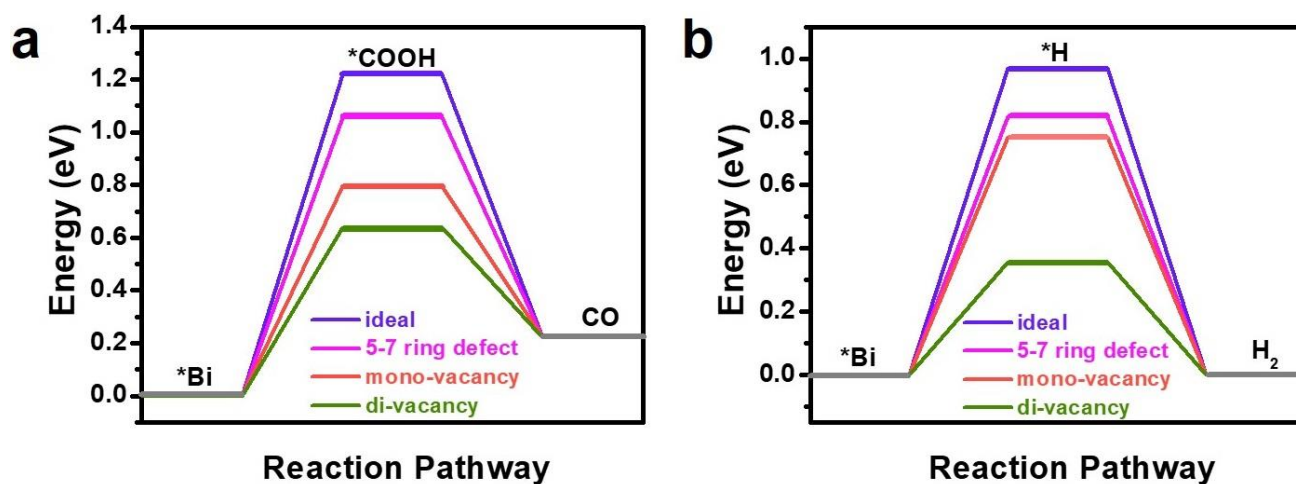 a
1.4
1.2
1.0
0.8
0.6
0.4
0.2
0.0
Energy (eV)
*COOH
*Bi
CO
ideal
5-7 ring defect
mono-vacancy
di-vacancy
Reaction Pathway
b
1.0
0.8
0.6
0.4
0.2
0.0
Energy (eV)
*H
*Bi
H₂
ideal
5-7 ring defect
mono-vacancy
di-vacancy
Reaction Pathway